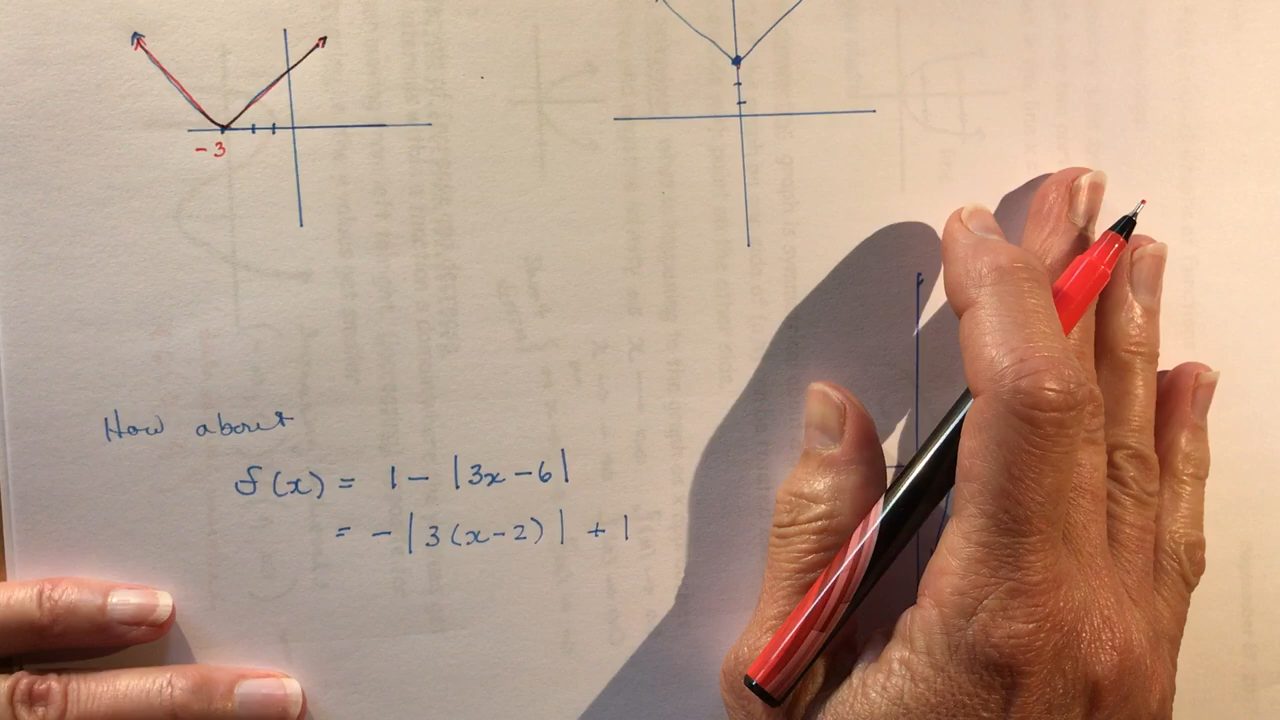 -3
How about
f(x) = 1 - |3x-6|
= - |3(x-2)| + 1